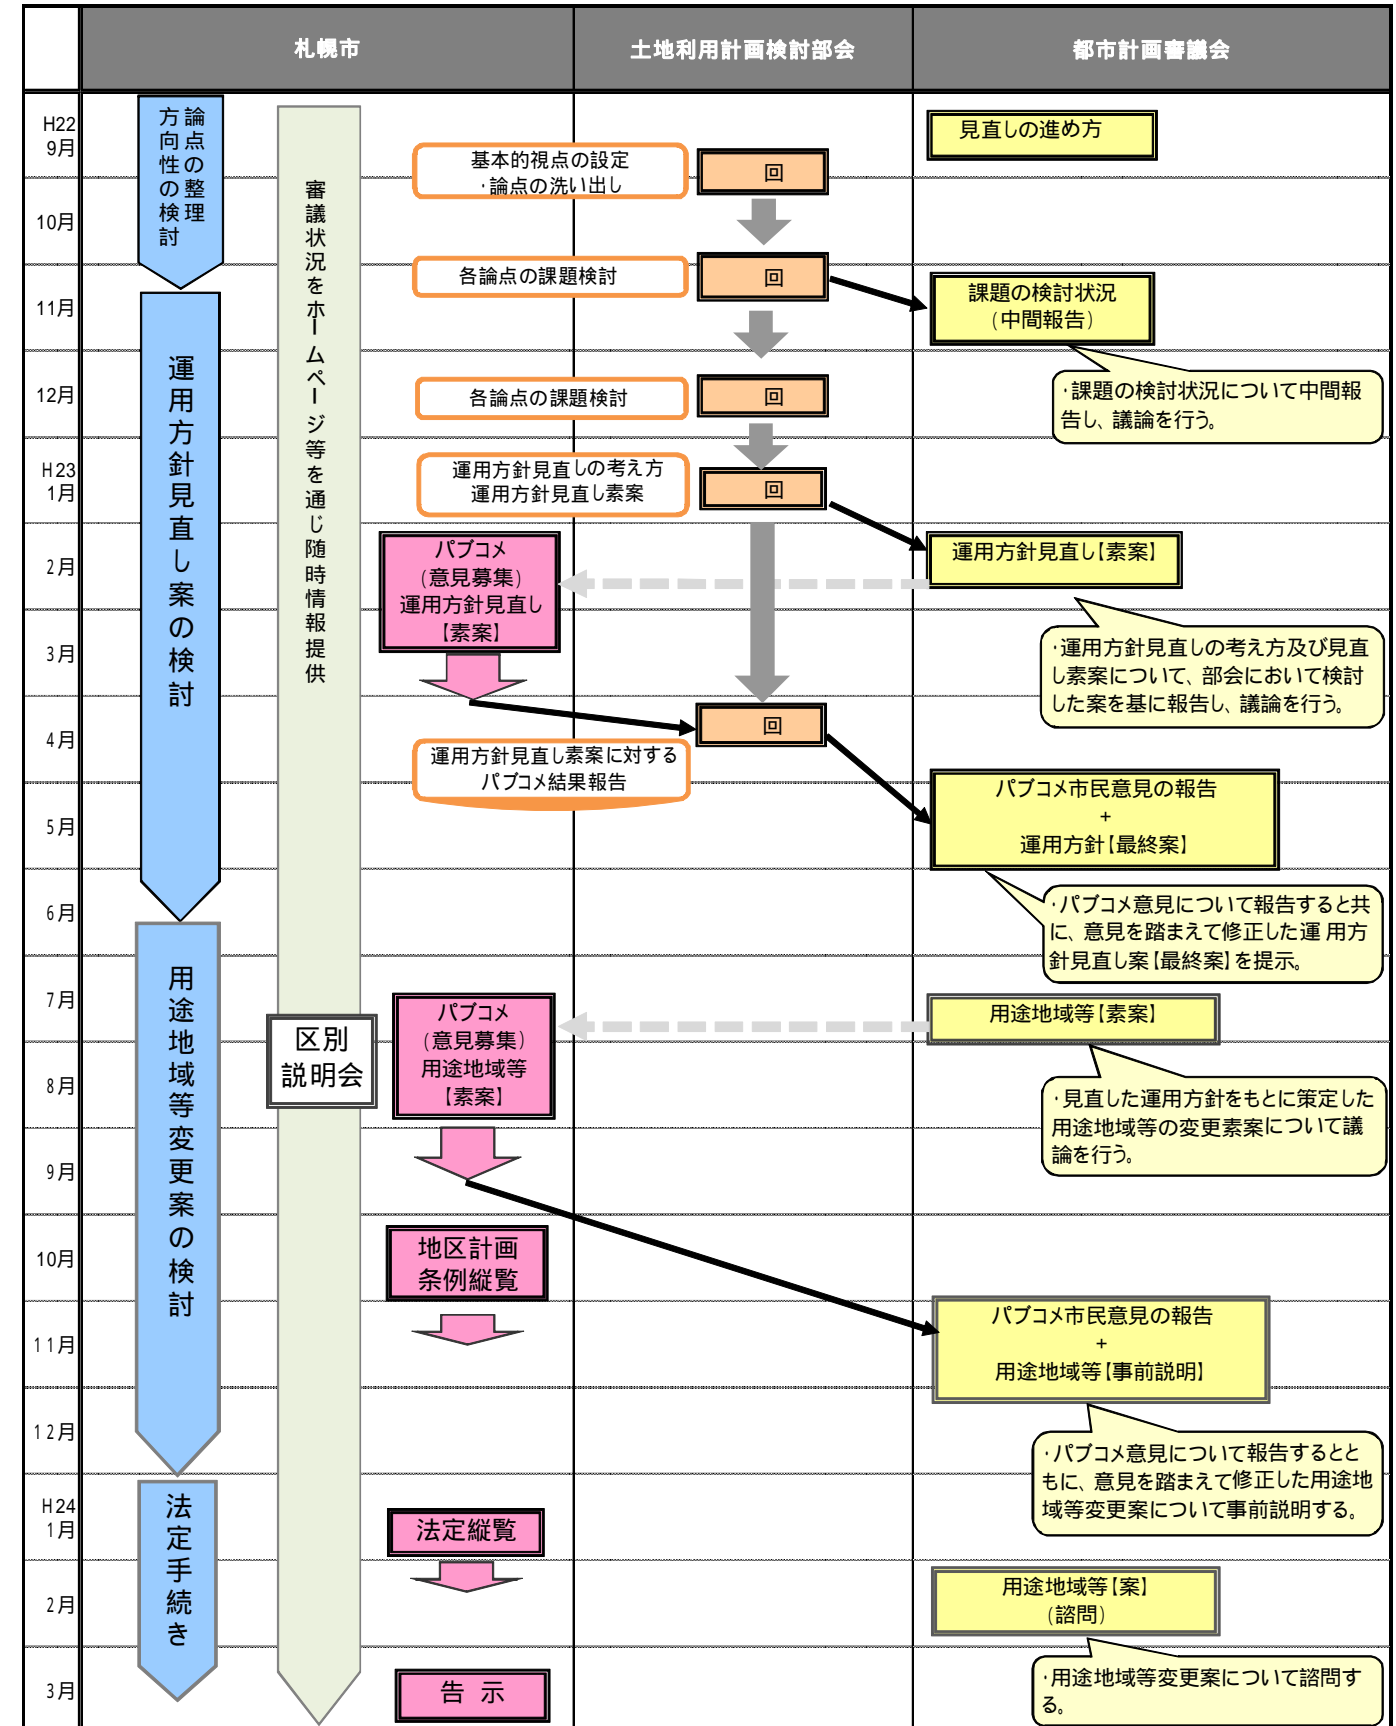 札幌市
土地利用計画検討部会
都市計画審議会
H22
9月
10月
11月
12月
H23
1月
2月
3月
4月
5月
6月
7月
8月
9月
10月
11月
12月
H24
1月
2月
3月
論点の整理
方向性の検討
運用方針見直し案の検討
用途地域等変更案の検討
法定手続き
審議状況をホームページ等を通じ随時情報提供
区別
説明会
基本的視点の設定
・論点の洗い出し
各論点の課題検討
各論点の課題検討
運用方針見直しの考え方
運用方針見直し素案
パブコメ
(意見募集)
運用方針見直し
【素案】
運用方針見直し素案に対する
パブコメ結果報告
パブコメ
(意見募集)
用途地域等
【素案】
地区計画
条例縦覧
法定縦覧
告 示
回
回
回
回
回
見直しの進め方
課題の検討状況
(中間報告)
・課題の検討状況について中間報
告し、議論を行う。
運用方針見直し【素案】
・運用方針見直しの考え方及び見直
し素案について、部会において検討
した案を基に報告し、議論を行う。
パブコメ市民意見の報告
+
運用方針【最終案】
・パブコメ意見について報告すると共
に、意見を踏まえて修正した運 用方
針見直し案【最終案】を提示。
用途地域等【素案】
・見直した運用方針をもとに策定した
用途地域等の変更素案について議
論を行う。
パブコメ市民意見の報告
+
用途地域等【事前説明】
・パブコメ意見について報告するとと
もに、意見を踏まえて修正した用途地
域等変更案について事前説明する。
用途地域等【案】
(諮問)
・用途地域等変更案について諮問す
る。